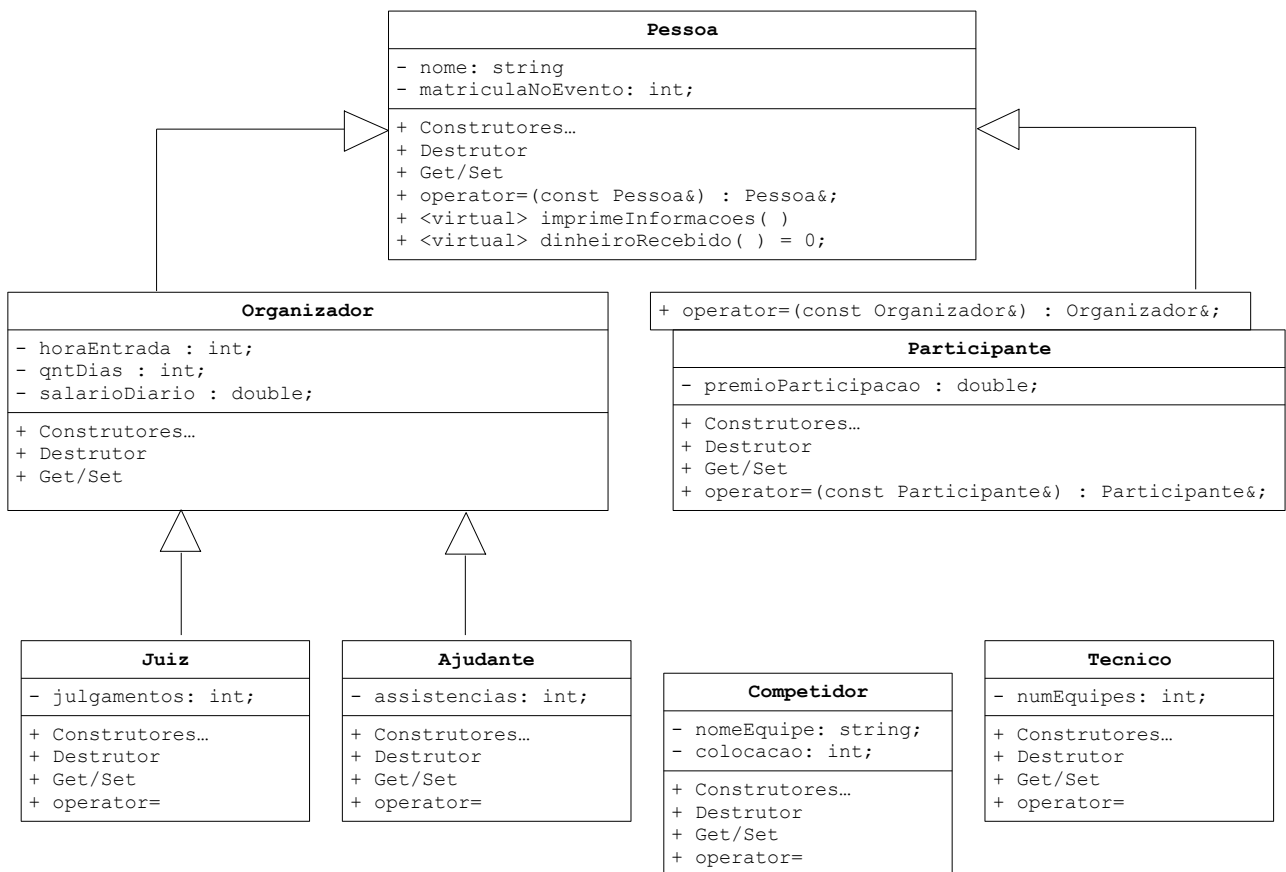 Pessoa
- nome: string
- matriculaNoEvento: int;
+ Construtores…
+ Destrutor
+ Get/Set
+ operator=(const Pessoa&) : Pessoa&;
+ <virtual> imprimeInformacoes( )
+ <virtual> dinheiroRecebido( ) = 0;
Organizador
- horaEntrada : int;
- qntDias : int;
- salarioDiario : double;
+ Construtores…
+ Destrutor
+ Get/Set
+ operator=(const Organizador&) : Organizador&;
Participante
- premioParticipacao : double;
+ Construtores…
+ Destrutor
+ Get/Set
+ operator=(const Participante&) : Participante&;
Juiz
- julgamentos: int;
+ Construtores…
+ Destrutor
+ Get/Set
+ operator=
Ajudante
- assistencias: int;
+ Construtores…
+ Destrutor
+ Get/Set
+ operator=
Competidor
- nomeEquipe: string;
- colocacao: int;
+ Construtores…
+ Destrutor
+ Get/Set
+ operator=
Tecnico
- numEquipes: int;
+ Construtores…
+ Destrutor
+ Get/Set
+ operator=